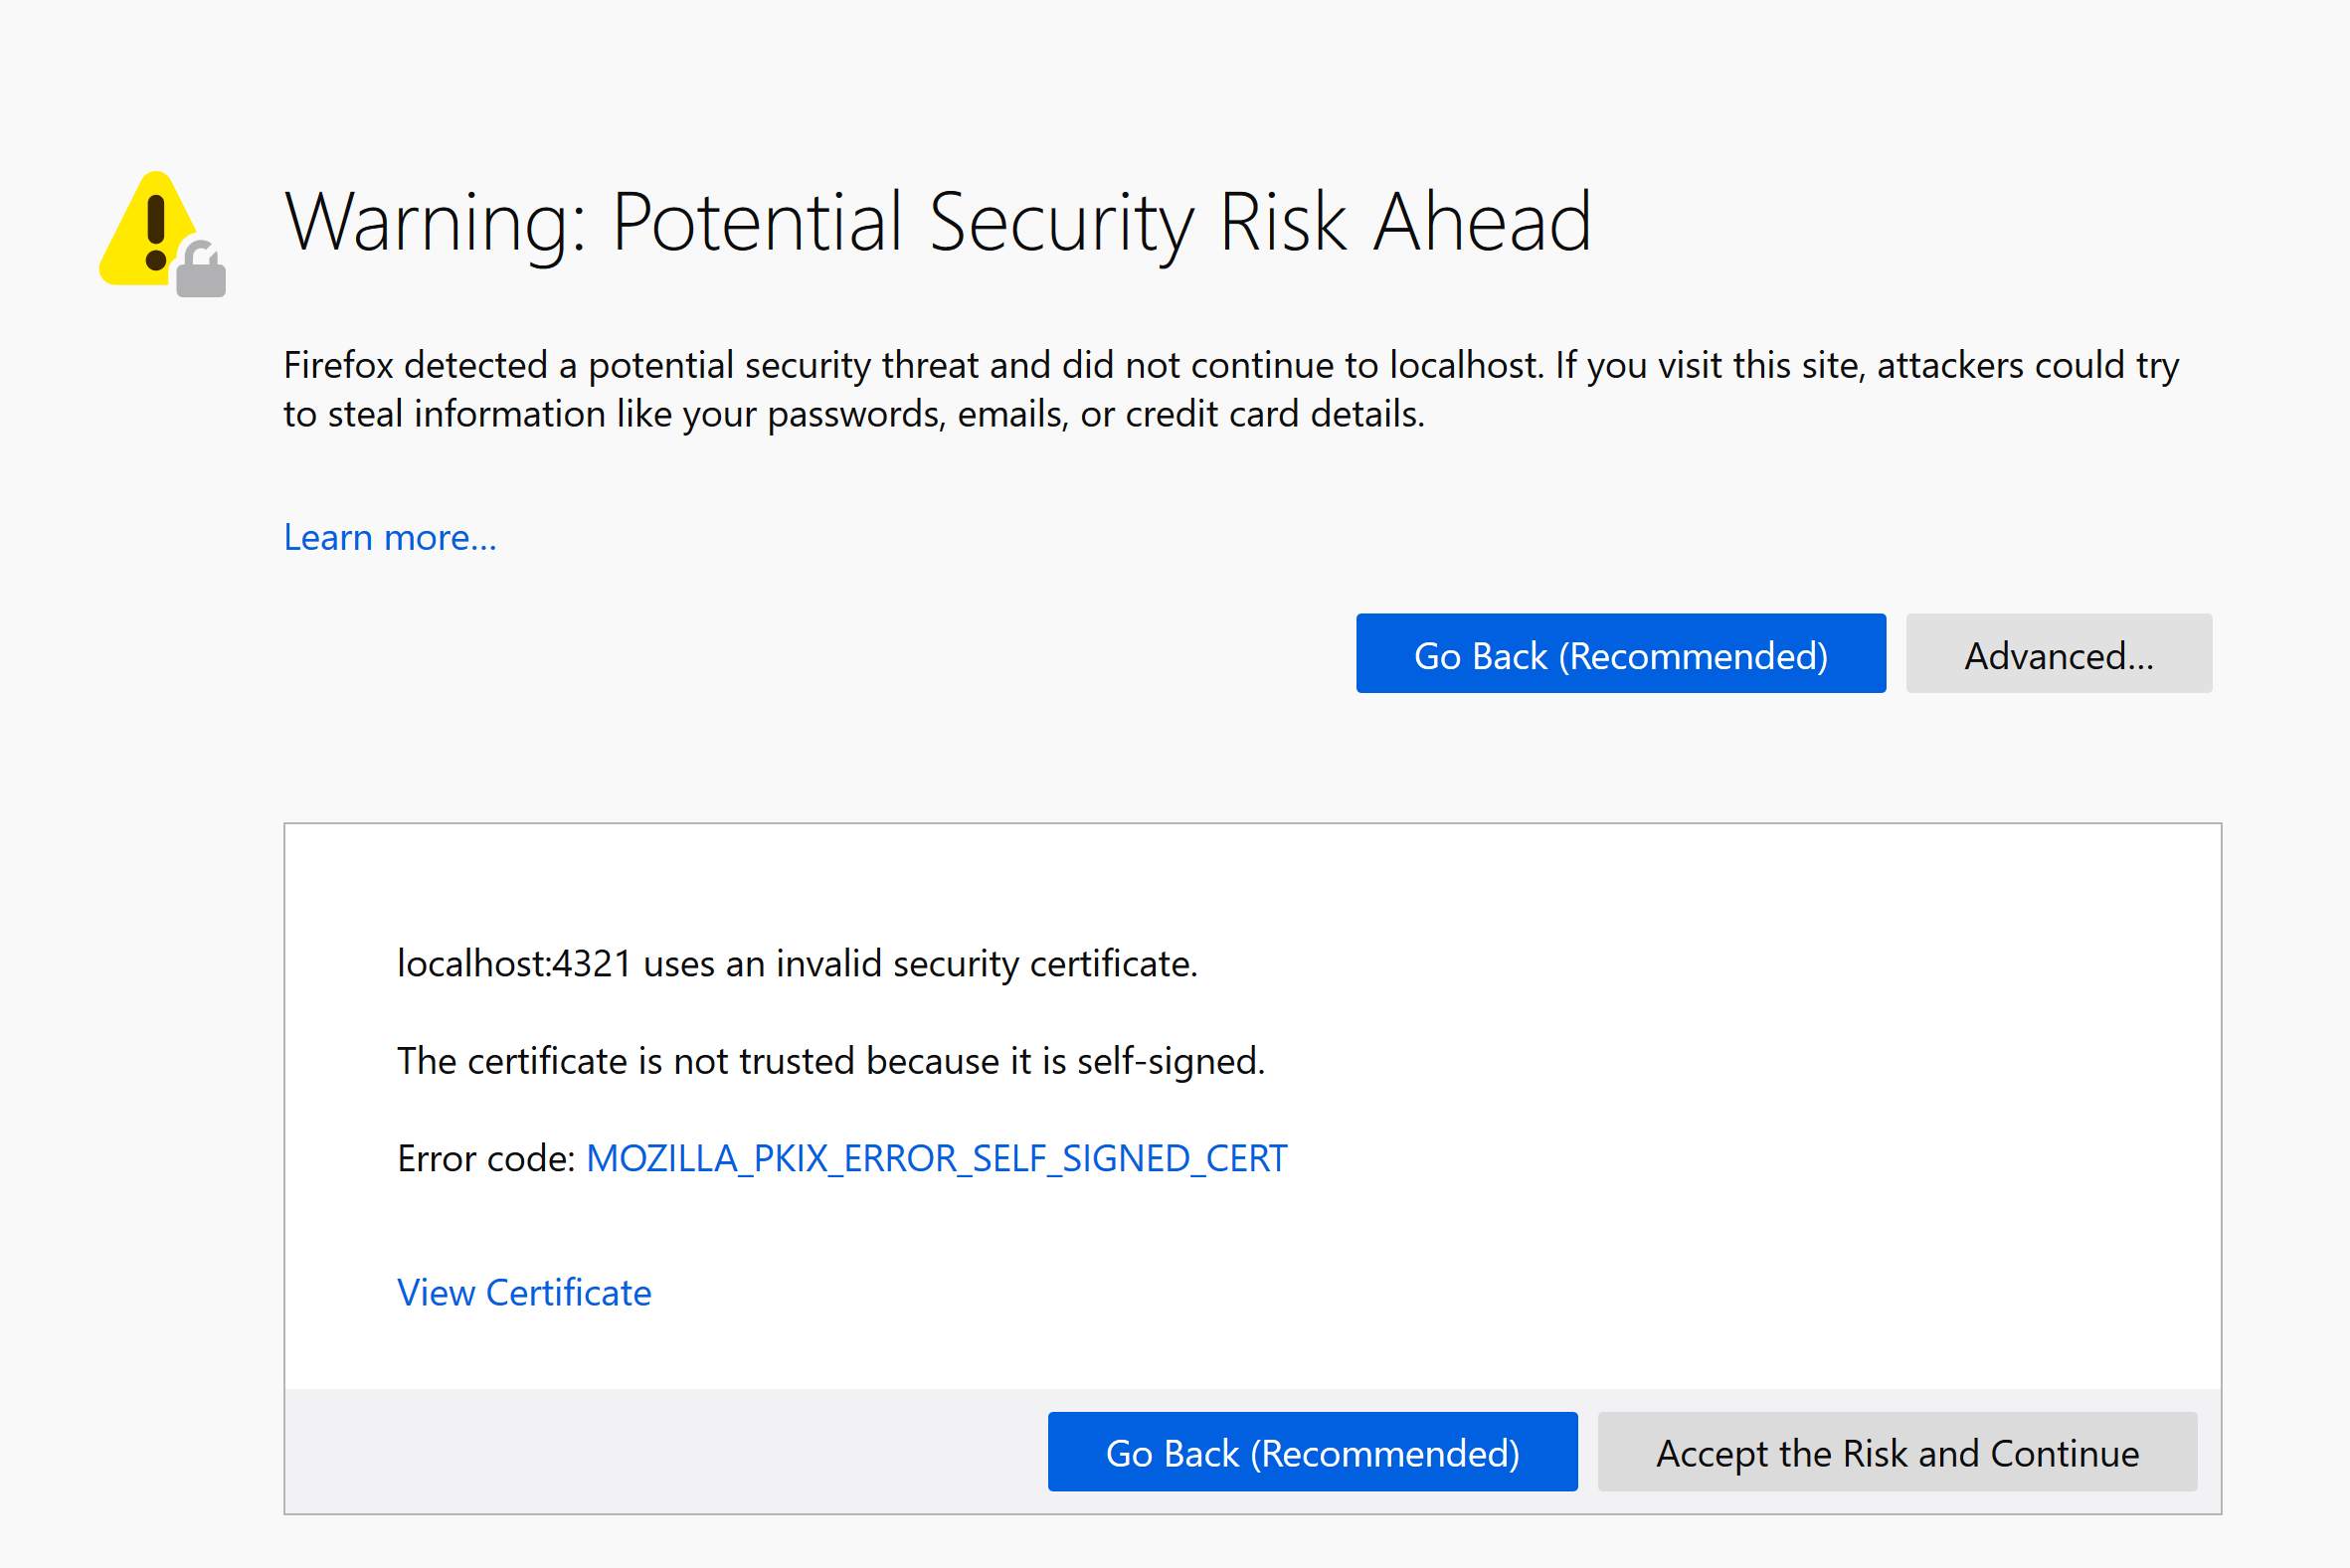 Warning: Potential Security Risk Ahead
Firefox detected a potential security threat and did not continue to localhost. If you visit this site, attackers could try
to steal information like your passwords, emails, or credit card details.
Learn more…
Go Back (Recommended)
Advanced…
localhost:4321 uses an invalid security certificate.
The certificate is not trusted because it is self-signed.
Error code: MOZILLA_PKIX_ERROR_SELF_SIGNED_CERT
View Certificate
Go Back (Recommended)
Accept the Risk and Continue